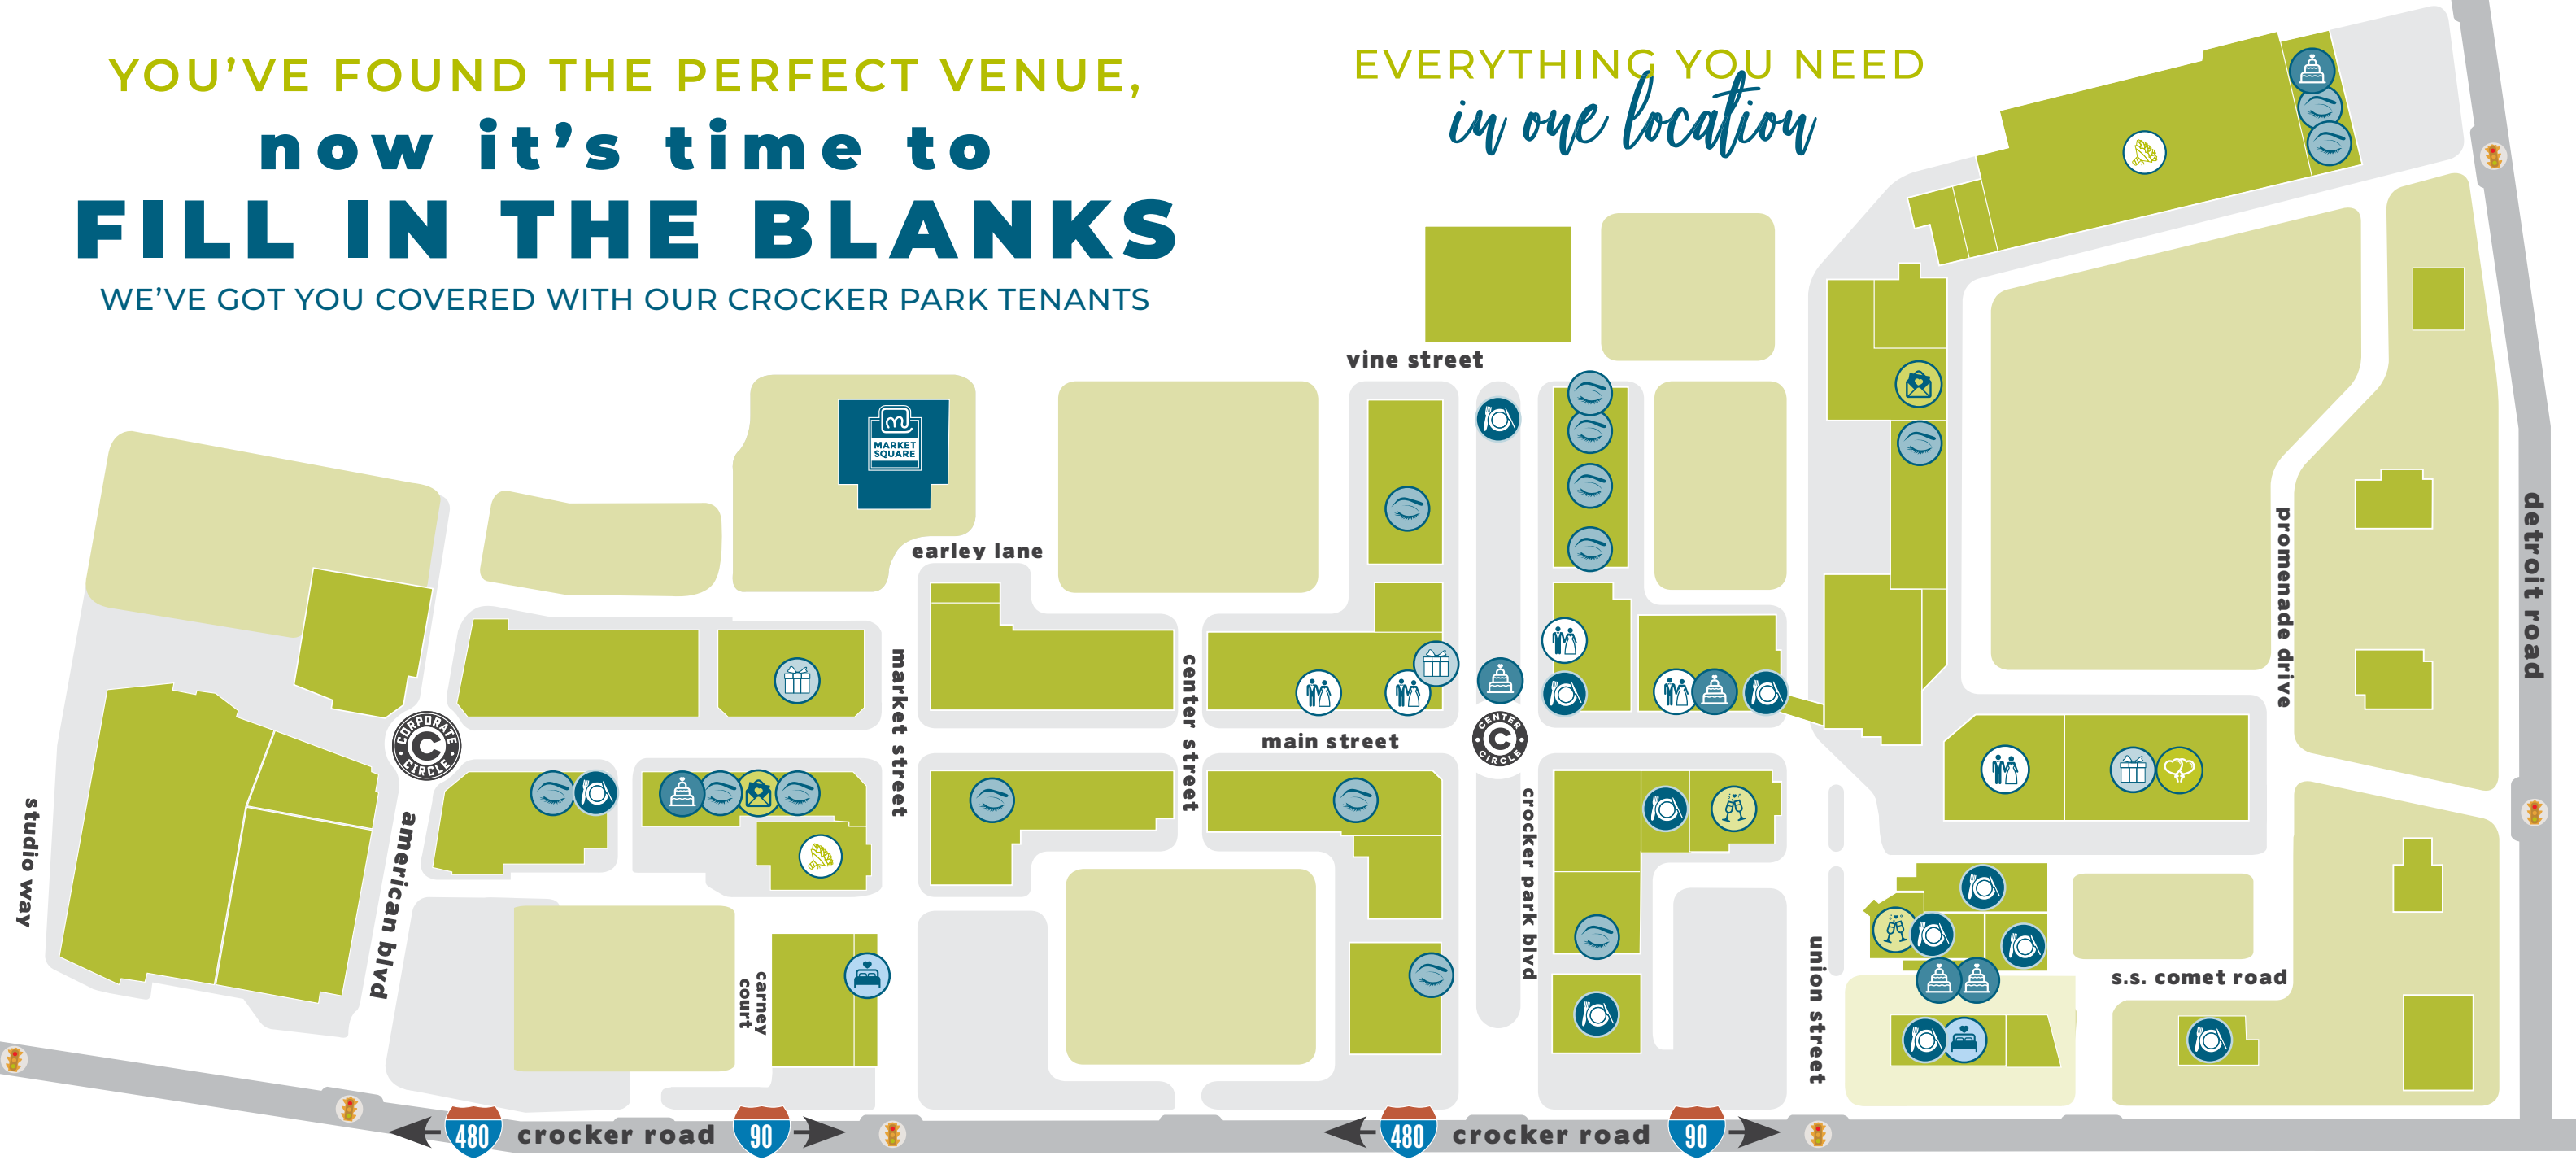 YOU'VE FOUND THE PERFECT VENUE,
now it's time to
FILL IN THE BLANKS
WE'VE GOT YOU COVERED WITH OUR CROCKER PARK TENANTS
EVERYTHING YOU NEED
in one location
vine street
MARKET
SQUARE
earley lane
market street
center street
main street
CORPORATE
C
CIRCLE
CENTER
C
CIRCLE
studio way
american blvd
carney
court
crocker park blvd
union street
promenade drive
detroit road
s.s. comet road
480
crocker road
90
480
crocker road
90